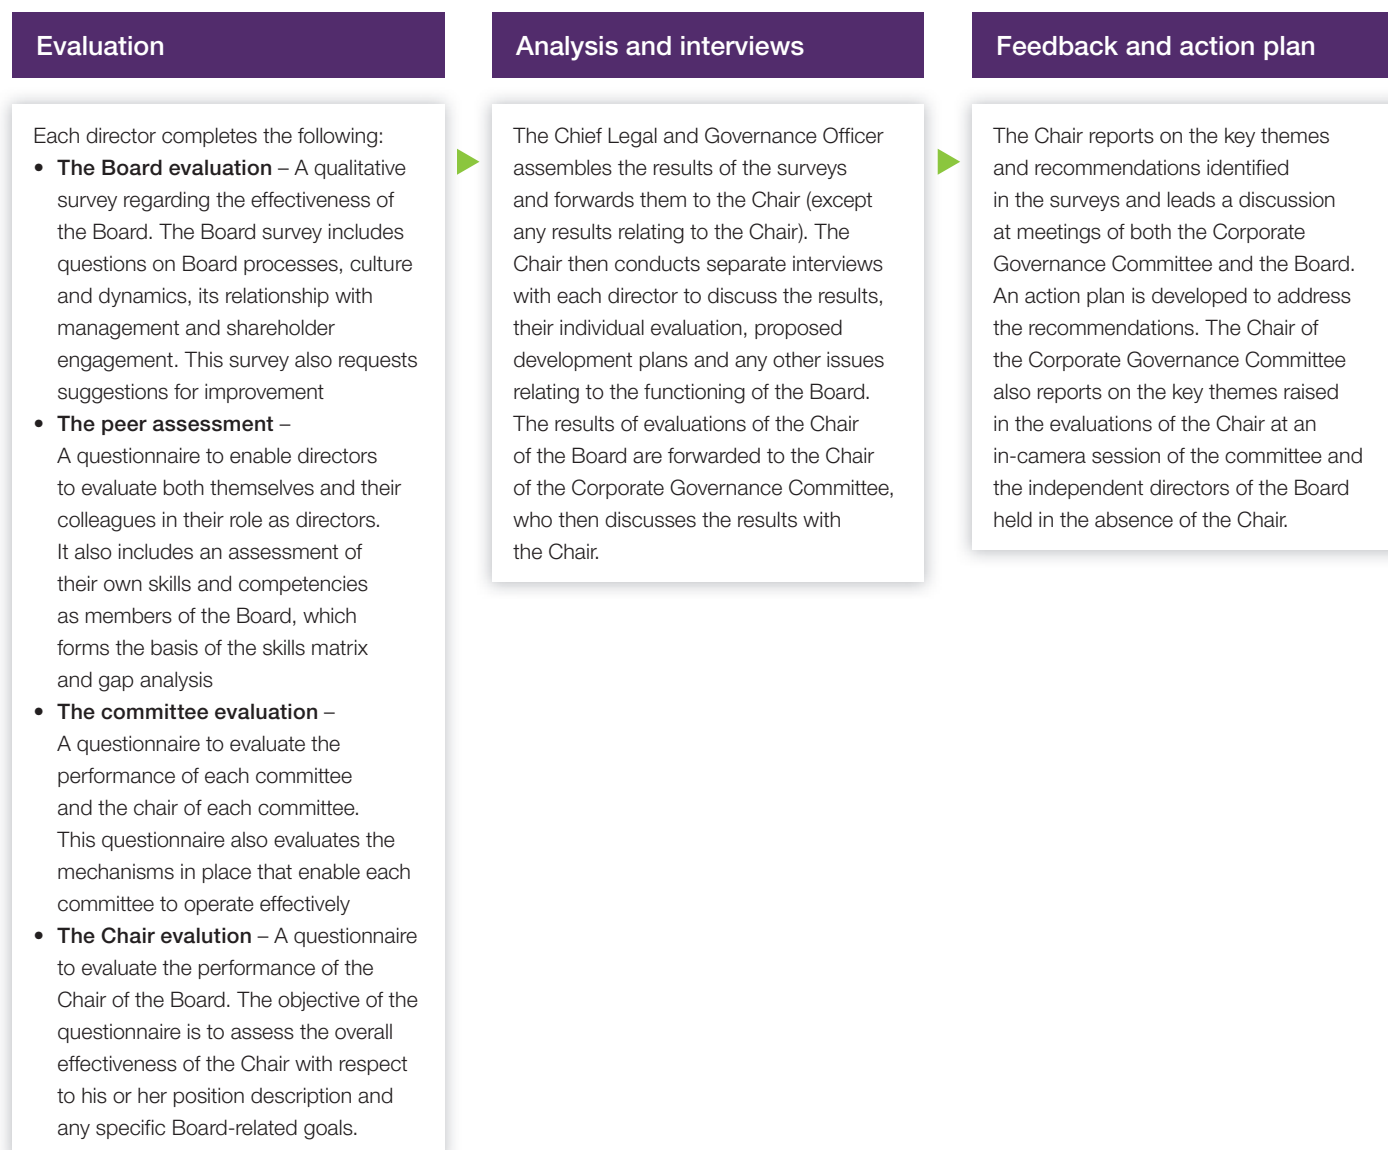 Evaluation
Each director completes the following:
• The Board evaluation – A qualitative
survey regarding the effectiveness of
the Board. The Board survey includes
questions on Board processes, culture
and dynamics, its relationship with
management and shareholder
engagement. This survey also requests
suggestions for improvement
• The peer assessment –
A questionnaire to enable directors
to evaluate both themselves and their
colleagues in their role as directors.
It also includes an assessment of
their own skills and competencies
as members of the Board, which
forms the basis of the skills matrix
and gap analysis
• The committee evaluation –
A questionnaire to evaluate the
performance of each committee
and the chair of each committee.
This questionnaire also evaluates the
mechanisms in place that enable each
committee to operate effectively
• The Chair evalution – A questionnaire
to evaluate the performance of the
Chair of the Board. The objective of the
questionnaire is to assess the overall
effectiveness of the Chair with respect
to his or her position description and
any specific Board-related goals.
Analysis and interviews
The Chief Legal and Governance Officer
assembles the results of the surveys
and forwards them to the Chair (except
any results relating to the Chair). The
Chair then conducts separate interviews
with each director to discuss the results,
their individual evaluation, proposed
development plans and any other issues
relating to the functioning of the Board.
The results of evaluations of the Chair
of the Board are forwarded to the Chair
of the Corporate Governance Committee,
who then discusses the results with
the Chair.
Feedback and action plan
The Chair reports on the key themes
and recommendations identified
in the surveys and leads a discussion
at meetings of both the Corporate
Governance Committee and the Board.
An action plan is developed to address
the recommendations. The Chair of
the Corporate Governance Committee
also reports on the key themes raised
in the evaluations of the Chair at an
in-camera session of the committee and
the independent directors of the Board
held in the absence of the Chair.